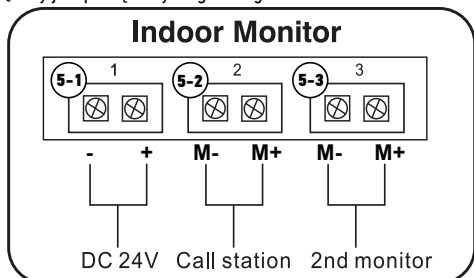 Indoor Monitor
5-1 1 5-2 2 5-3 3
- + M- M+ M- M+
DC 24V Call station 2nd monitor